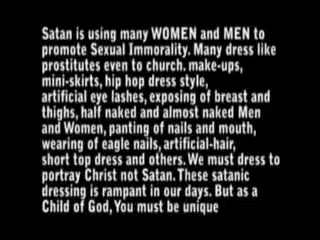 Satan is using many WOMEN and MEN to
promote Sexual Immorality. Many dress like
prostitutes even to church. make-ups,
mini-skirts, hip hop dress style,
artificial eye lashes, exposing of breast and
thighs, half naked and almost naked Men
and Women, panting of nails and mouth,
wearing of eagle nails, artificial-hair,
short top dress and others. We must dress to
portray Christ not Satan. These satanic
dressing is rampant in our days. But as a
Child of God, You must be unique